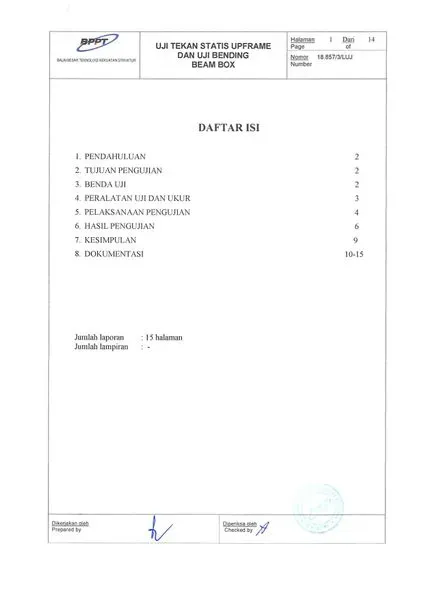 BPPT
BALAI BESAR TEKNOLOGI KEKUATAN STRUKTUR
UJI TEKAN STATIS UPFRAME
DAN UJI BENDING
BEAM BOX
Halaman 1 Dari 14
Page of
Nomor 18.857/3/LUJ
Number
DAFTAR ISI
1. PENDAHULUAN 2
2. TUJUAN PENGUJIAN 2
3. BENDA UJI 2
4. PERALATAN UJI DAN UKUR 3
5. PELAKSANAAN PENGUJIAN 4
6. HASIL PENGUJIAN 6
7. KESIMPULAN 9
8. DOKUMENTASI 10-15
Jumlah laporan : 15 halaman
Jumlah lampiran : -
Dikerjakan oleh
Prepared by
Diperiksa oleh
Checked by